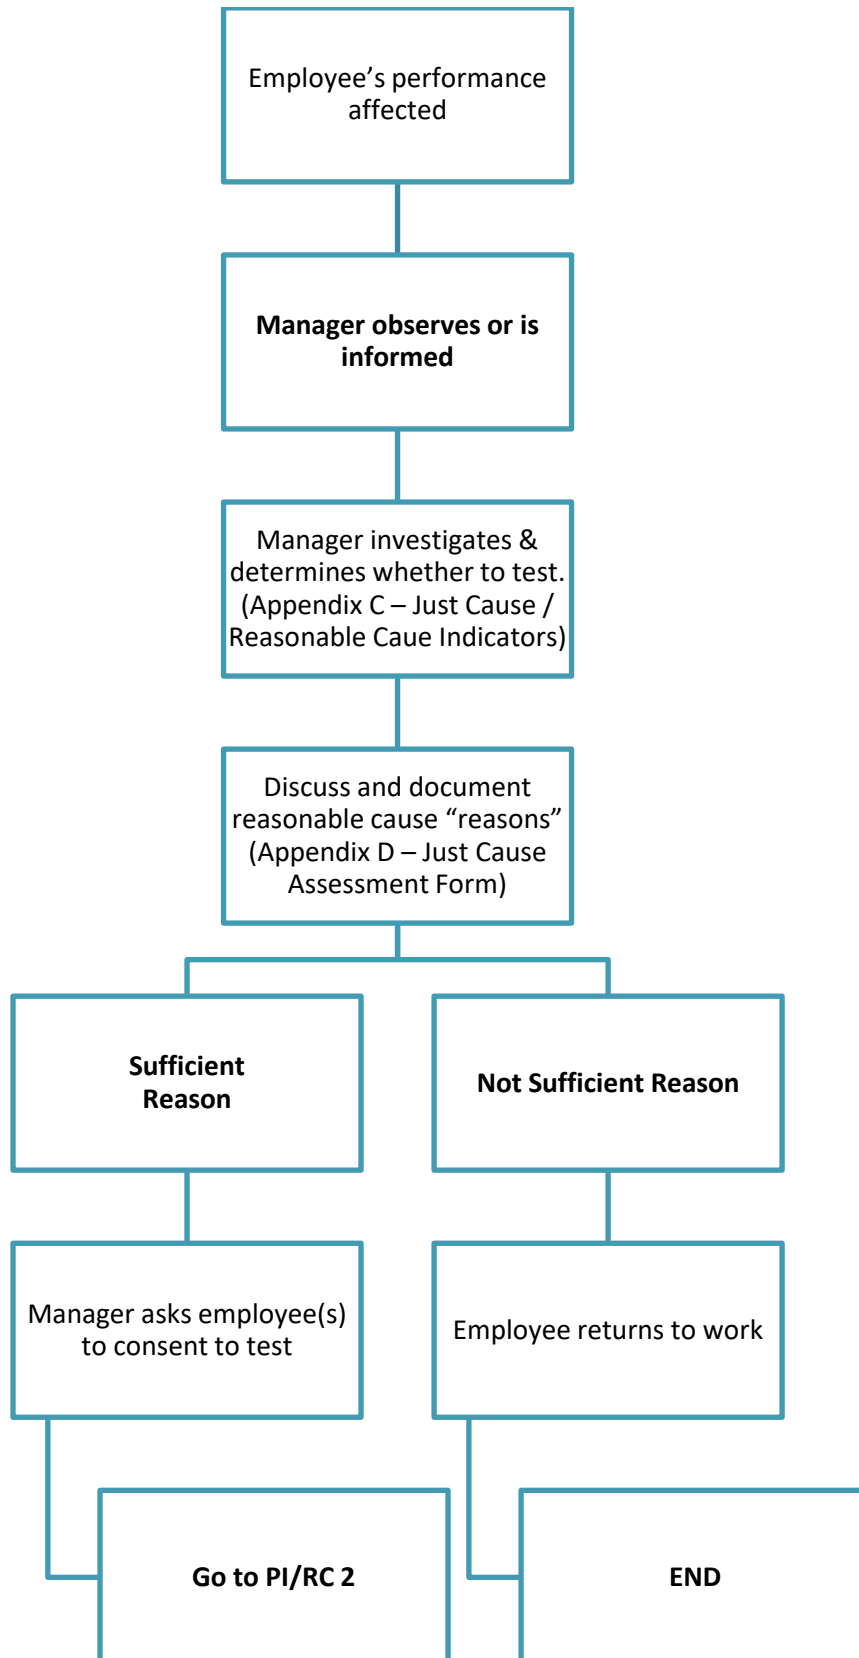 Employee’s performance
affected
Manager observes or is
informed
Manager investigates &
determines whether to test.
(Appendix C – Just Cause /
Reasonable Caue Indicators)
Discuss and document
reasonable cause “reasons”
(Appendix D – Just Cause
Assessment Form)
Sufficient
Reason
Not Sufficient Reason
Manager asks employee(s)
to consent to test
Employee returns to work
Go to PI/RC 2
END